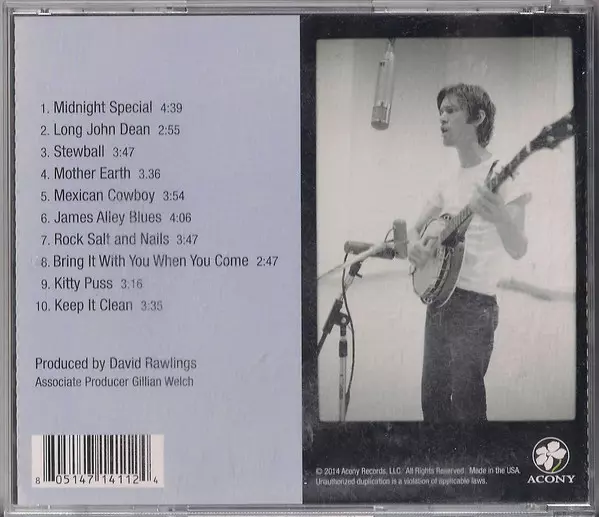 1. Midnight Special 4:39
2. Long John Dean 2:55
3. Stewball 3:47
4. Mother Earth 3.36
5. Mexican Cowboy 3:54
6. James Alley Blues 4:06
7. Rock Salt and Nails 3:47
8. Bring It With You When You Come 2:47
9. Kitty Puss 3:16
10. Keep It Clean 3:35
Produced by David Rawlings
Associate Producer Gillian Welch
8 05147 14112 4
© 2014 Acony Records, LLC. All Rights Reserved. Made in the USA.
Unauthorized duplication is a violation of applicable laws.
ACONY